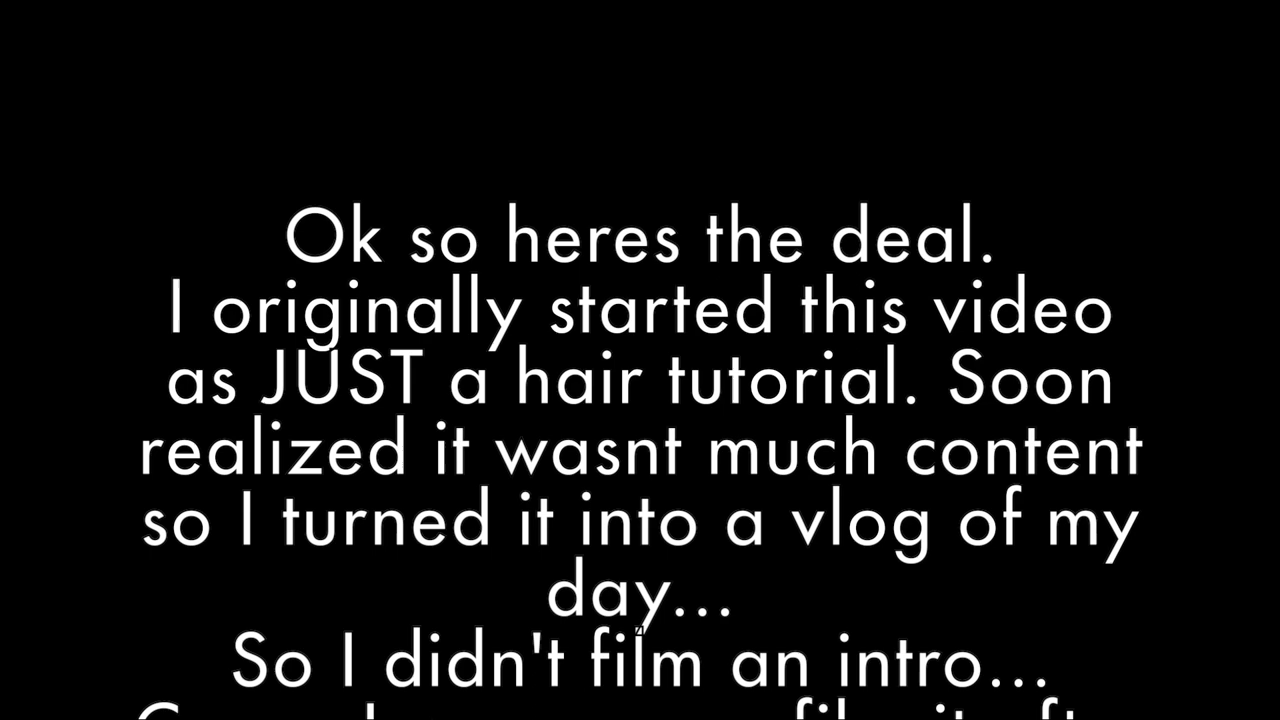 Ok so heres the deal.
I originally started this video
as JUST a hair tutorial. Soon
realized it wasnt much content
so I turned it into a vlog of my
day...
So I didn't film an intro...